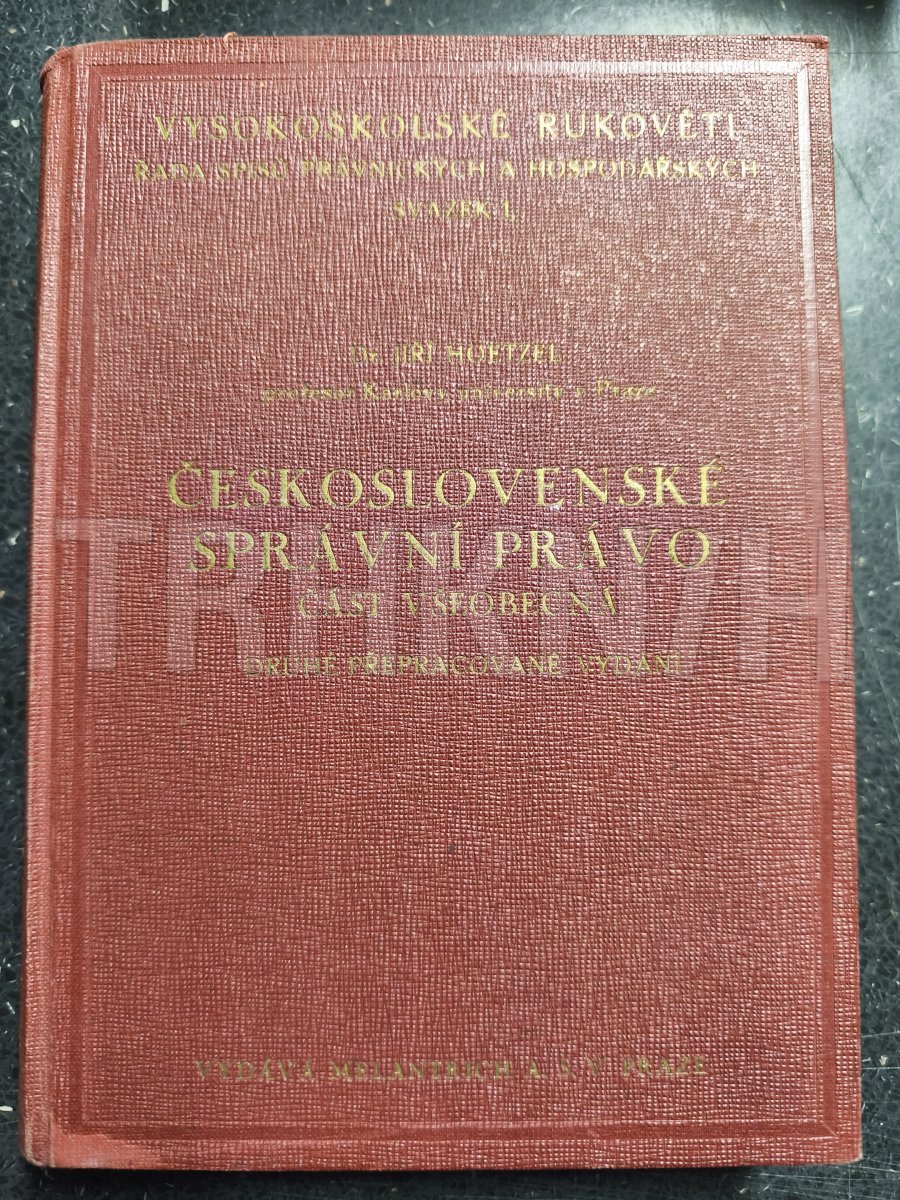 VYSOKOŠKOLSKÉ RUKOVĚTI
ŘADA SPISŮ PRÁVNICKÝCH A HOSPODÁŘSKÝCH
SVAZEK I.
Dr. JIŘÍ HOETZEL
profesor Karlovy university v Praze
ČESKOSLOVENSKÉ
SPRÁVNÍ PRÁVO
ČÁST VŠEOBECNÁ
DRUHÉ PŘEPRACOVANÉ VYDÁNÍ
VYDÁVÁ MELANTRICH A. S. V PRAZE